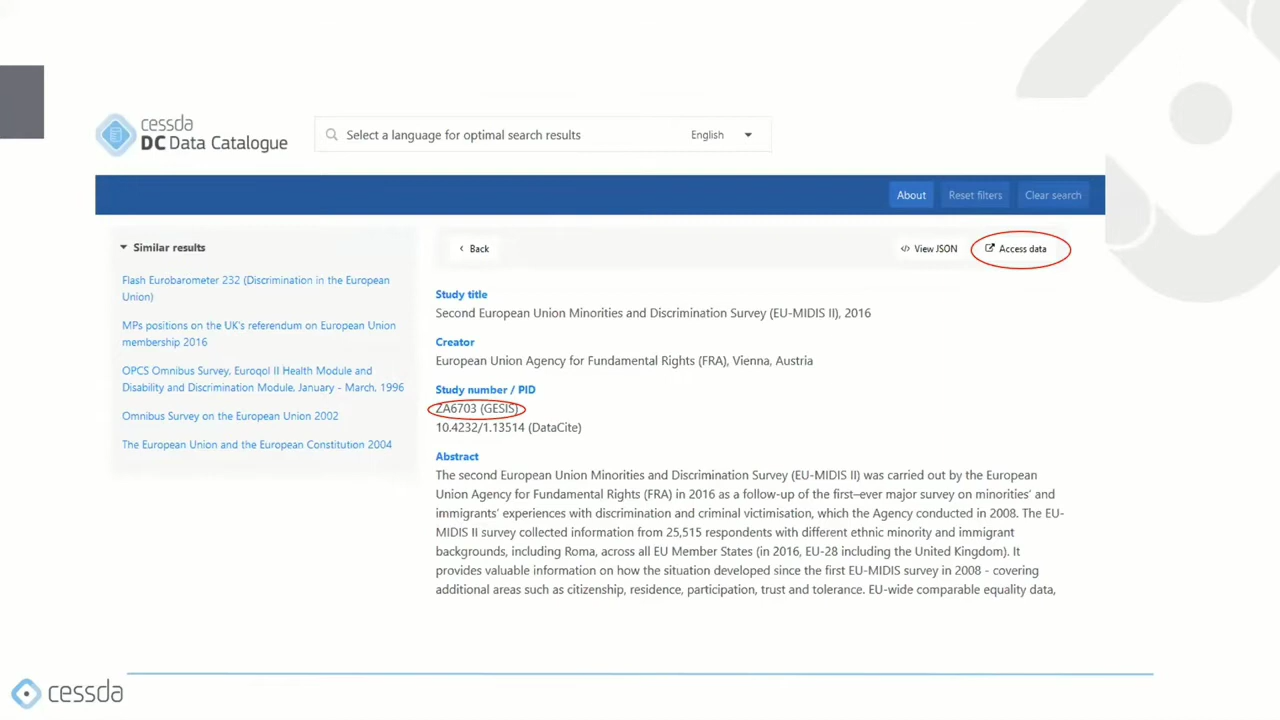 cessda
DC Data Catalogue
Select a language for optimal search results English
About Reset filters Clear search
Similar results
Flash Eurobarometer 232 (Discrimination in the European
Union)
MPs positions on the UK's referendum on European Union
membership 2016
OPCS Omnibus Survey, Euroqol II Health Module and
Disability and Discrimination Module, January - March, 1996
Omnibus Survey on the European Union 2002
The European Union and the European Constitution 2004
Back View JSON Access data
Study title
Second European Union Minorities and Discrimination Survey (EU-MIDIS II), 2016
Creator
European Union Agency for Fundamental Rights (FRA), Vienna, Austria
Study number / PID
ZA6703 (GESIS)
10.4232/1.13514 (DataCite)
Abstract
The second European Union Minorities and Discrimination Survey (EU-MIDIS II) was carried out by the European
Union Agency for Fundamental Rights (FRA) in 2016 as a follow-up of the first–ever major survey on minorities’ and
immigrants’ experiences with discrimination and criminal victimisation, which the Agency conducted in 2008. The EU-
MIDIS II survey collected information from 25,515 respondents with different ethnic minority and immigrant
backgrounds, including Roma, across all EU Member States (in 2016, EU-28 including the United Kingdom). It
provides valuable information on how the situation developed since the first EU-MIDIS survey in 2008 - covering
additional areas such as citizenship, residence, participation, trust and tolerance. EU-wide comparable equality data,
cessda